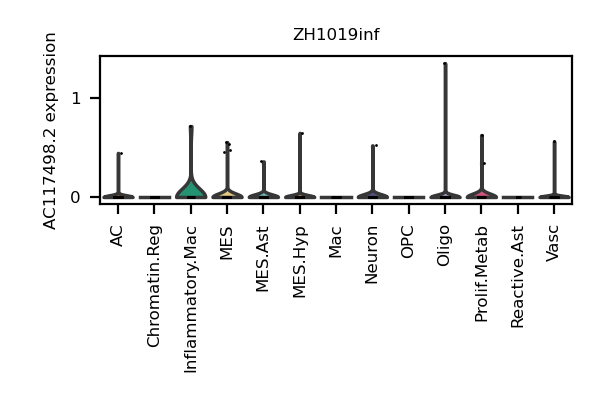 ZH1019inf
AC117498.2 expression
1
0
AC
Chromatin.Reg
Inflammatory.Mac
MES
MES.Ast
MES.Hyp
Mac
Neuron
OPC
Oligo
Prolif.Metab
Reactive.Ast
Vasc